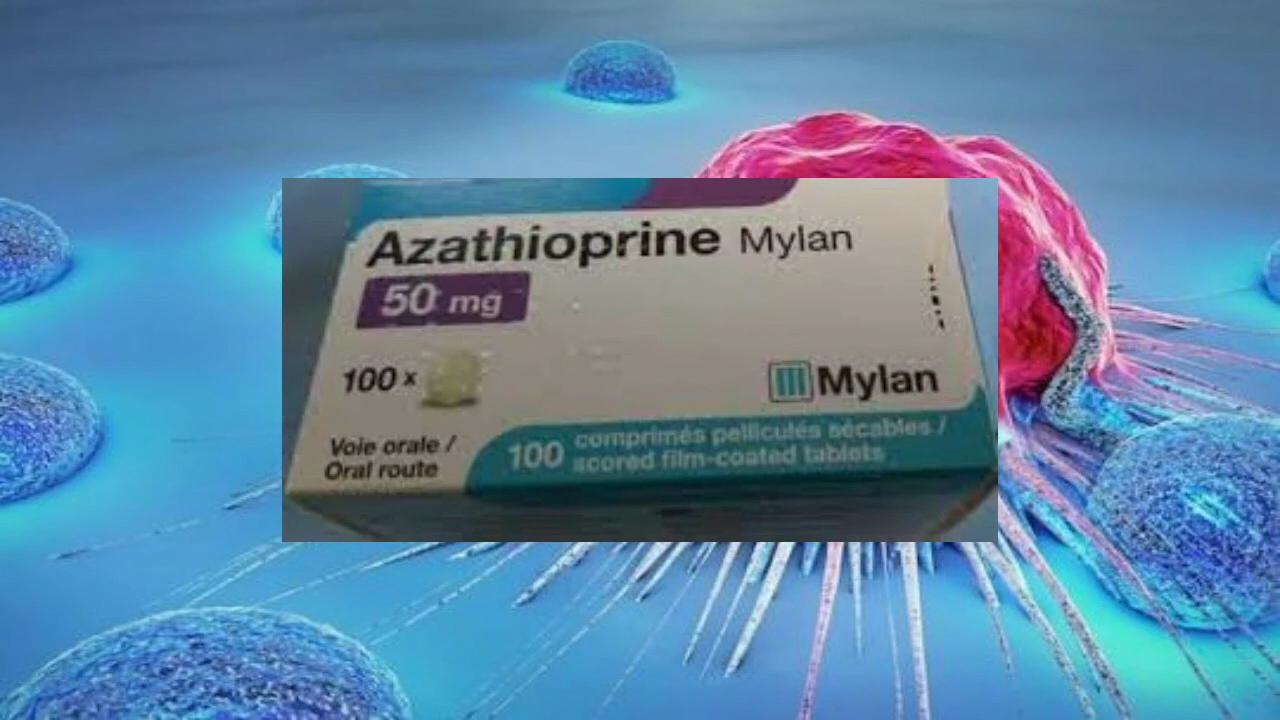 Azathioprine Mylan
50 mg
100 x
Mylan
Voie orale /
Oral route
100 comprimés pelliculés sécables /
scored film-coated tablets